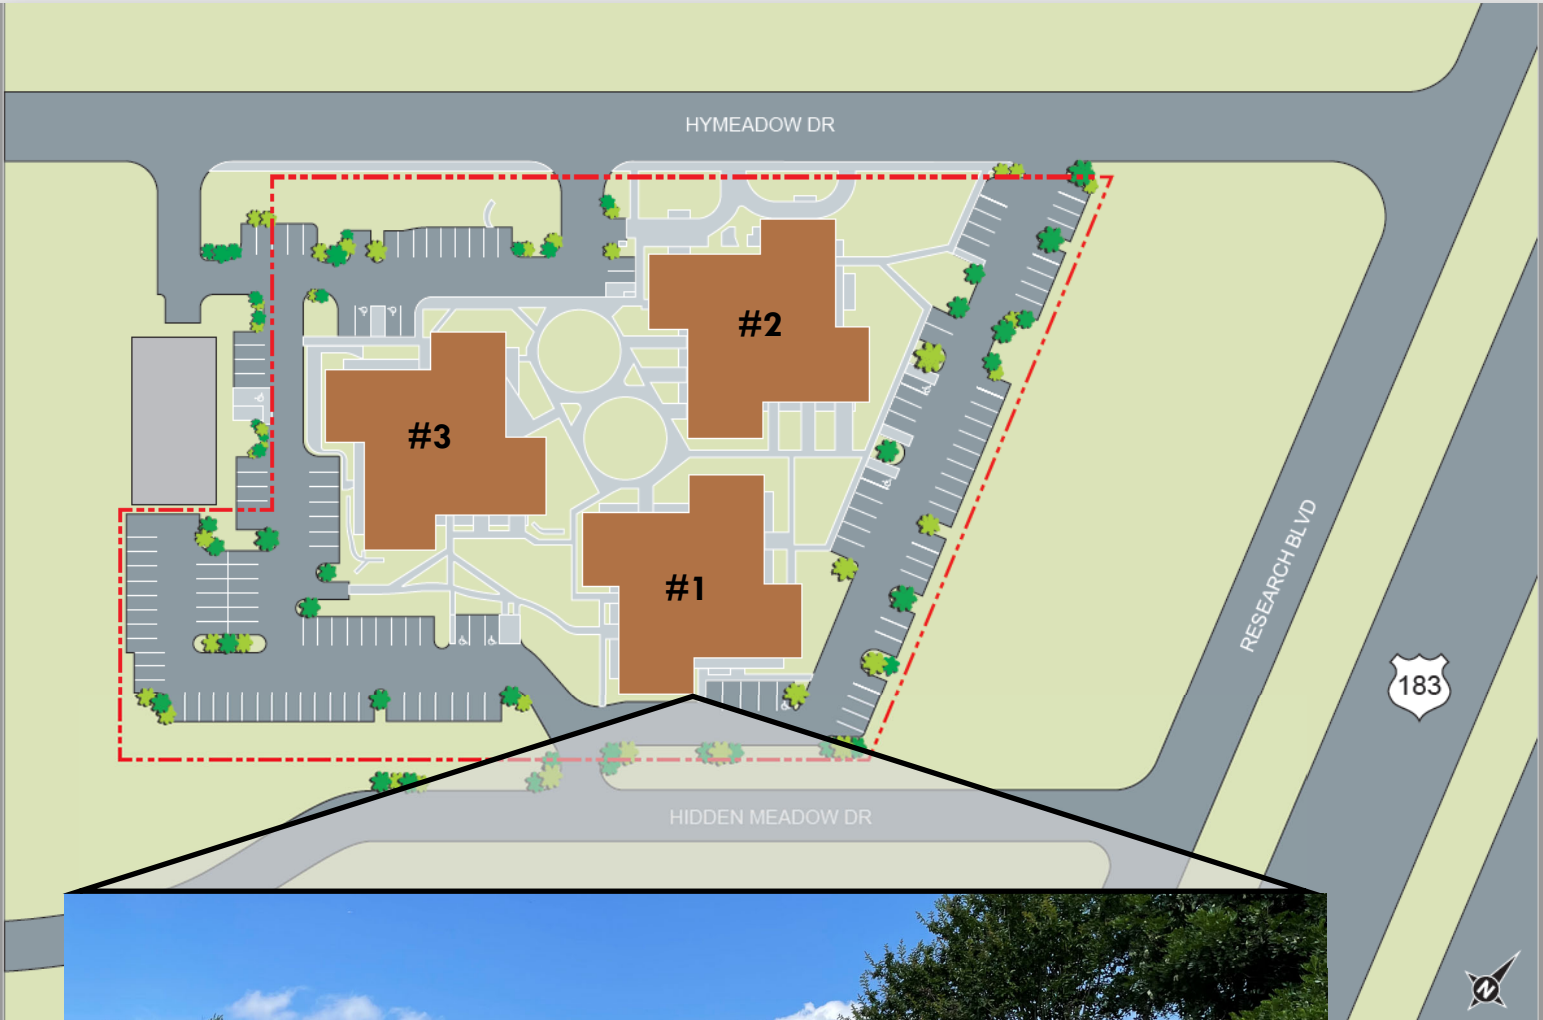 HYMEADOW DR
#2
#3
#1
RESEARCH BLVD
183
HIDDEN MEADOW DR
N